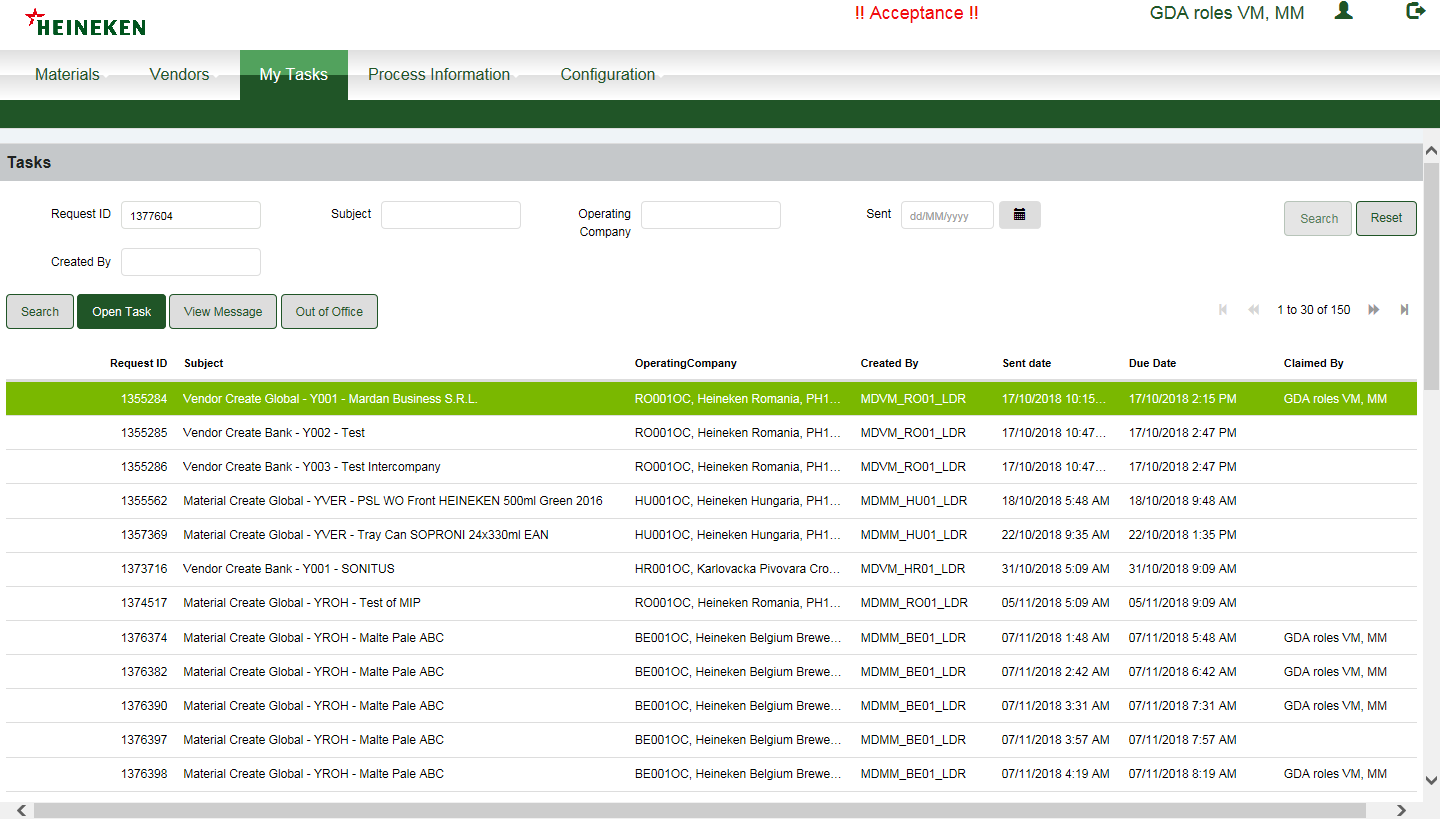 HEINEKEN
!! Acceptance !!
GDA roles VM, MM
Materials
Vendors
My Tasks
Process Information
Configuration
Tasks
Request ID 1377604 Subject Operating Company Sent dd/MM/yyyy Search Reset
Created By
Search Open Task View Message Out of Office 1 to 30 of 150
Request ID Subject OperatingCompany Created By Sent date Due Date Claimed By
1355284 Vendor Create Global - Y001 - Mardan Business S.R.L. RO001OC, Heineken Romania, PH1... MDVM_RO01_LDR 17/10/2018 10:15... 17/10/2018 2:15 PM GDA roles VM, MM
1355285 Vendor Create Bank - Y002 - Test RO001OC, Heineken Romania, PH1... MDVM_RO01_LDR 17/10/2018 10:47... 17/10/2018 2:47 PM
1355286 Vendor Create Bank - Y003 - Test Intercompany RO001OC, Heineken Romania, PH1... MDVM_RO01_LDR 17/10/2018 10:47... 17/10/2018 2:47 PM
1355562 Material Create Global - YVER - PSL WO Front HEINEKEN 500ml Green 2016 HU001OC, Heineken Hungaria, PH1... MDMM_HU01_LDR 18/10/2018 5:48 AM 18/10/2018 9:48 AM
1357369 Material Create Global - YVER - Tray Can SOPRONI 24x330ml EAN HU001OC, Heineken Hungaria, PH1... MDMM_HU01_LDR 22/10/2018 9:35 AM 22/10/2018 1:35 PM
1373716 Vendor Create Bank - Y001 - SONITUS HR001OC, Karlovacka Pivovara Cro... MDVM_HR01_LDR 31/10/2018 5:09 AM 31/10/2018 9:09 AM
1374517 Material Create Global - YROH - Test of MIP RO001OC, Heineken Romania, PH1... MDMM_RO01_LDR 05/11/2018 5:09 AM 05/11/2018 9:09 AM
1376374 Material Create Global - YROH - Malte Pale ABC BE001OC, Heineken Belgium Brewe... MDMM_BE01_LDR 07/11/2018 1:48 AM 07/11/2018 5:48 AM GDA roles VM, MM
1376382 Material Create Global - YROH - Malte Pale ABC BE001OC, Heineken Belgium Brewe... MDMM_BE01_LDR 07/11/2018 2:42 AM 07/11/2018 6:42 AM GDA roles VM, MM
1376390 Material Create Global - YROH - Malte Pale ABC BE001OC, Heineken Belgium Brewe... MDMM_BE01_LDR 07/11/2018 3:31 AM 07/11/2018 7:31 AM GDA roles VM, MM
1376397 Material Create Global - YROH - Malte Pale ABC BE001OC, Heineken Belgium Brewe... MDMM_BE01_LDR 07/11/2018 3:57 AM 07/11/2018 7:57 AM
1376398 Material Create Global - YROH - Malte Pale ABC BE001OC, Heineken Belgium Brewe... MDMM_BE01_LDR 07/11/2018 4:19 AM 07/11/2018 8:19 AM GDA roles VM, MM